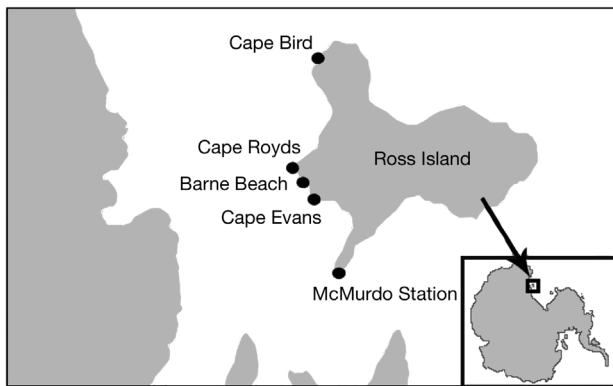 Cape Bird
Cape Royds
Ross Island
Barne Beach
Cape Evans
McMurdo Station